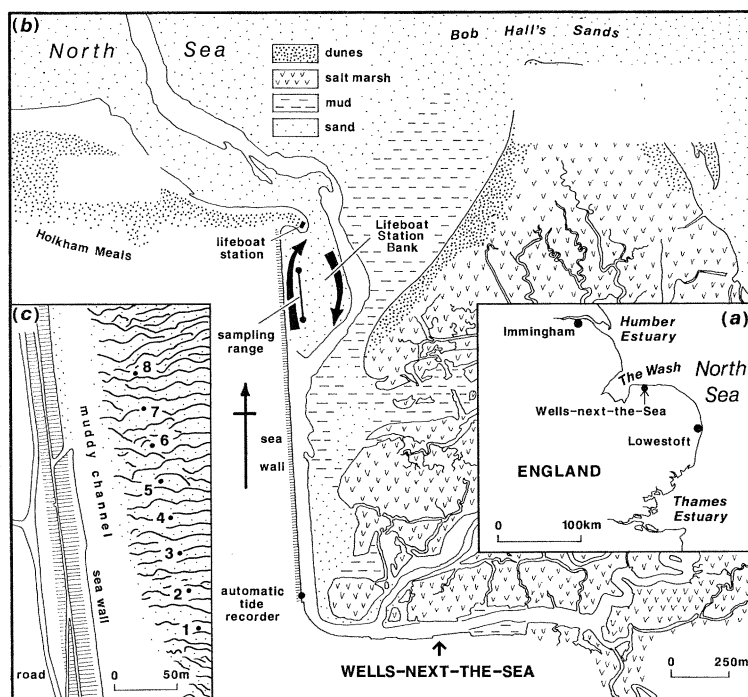 (b)
North Sea
Bob Hall's Sands
dunes
salt marsh
mud
sand
Holkham Meals
lifeboat
station
Lifeboat
Station
Bank
sampling
range
sea
wall
automatic
tide
recorder
WELLS-NEXT-THE-SEA
0 250m
(c)
8
7
6
5
4
3
2
1
muddy channel
sea wall
road
0 50m
(a)
Immingham
Humber
Estuary
The Wash
North
Sea
Wells-next-the-Sea
Lowestoft
ENGLAND
Thames
Estuary
0 100km